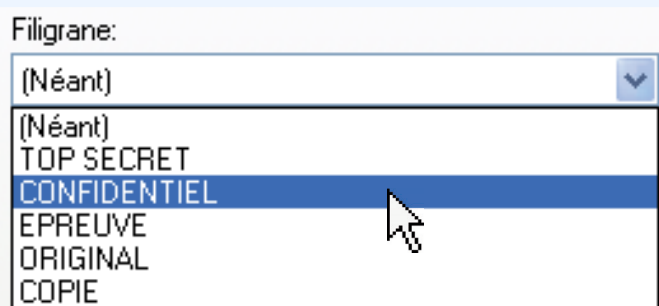 Filigrane:
(Néant)
(Néant)
TOP SECRET
CONFIDENTIEL
EPREUVE
ORIGINAL
COPIE